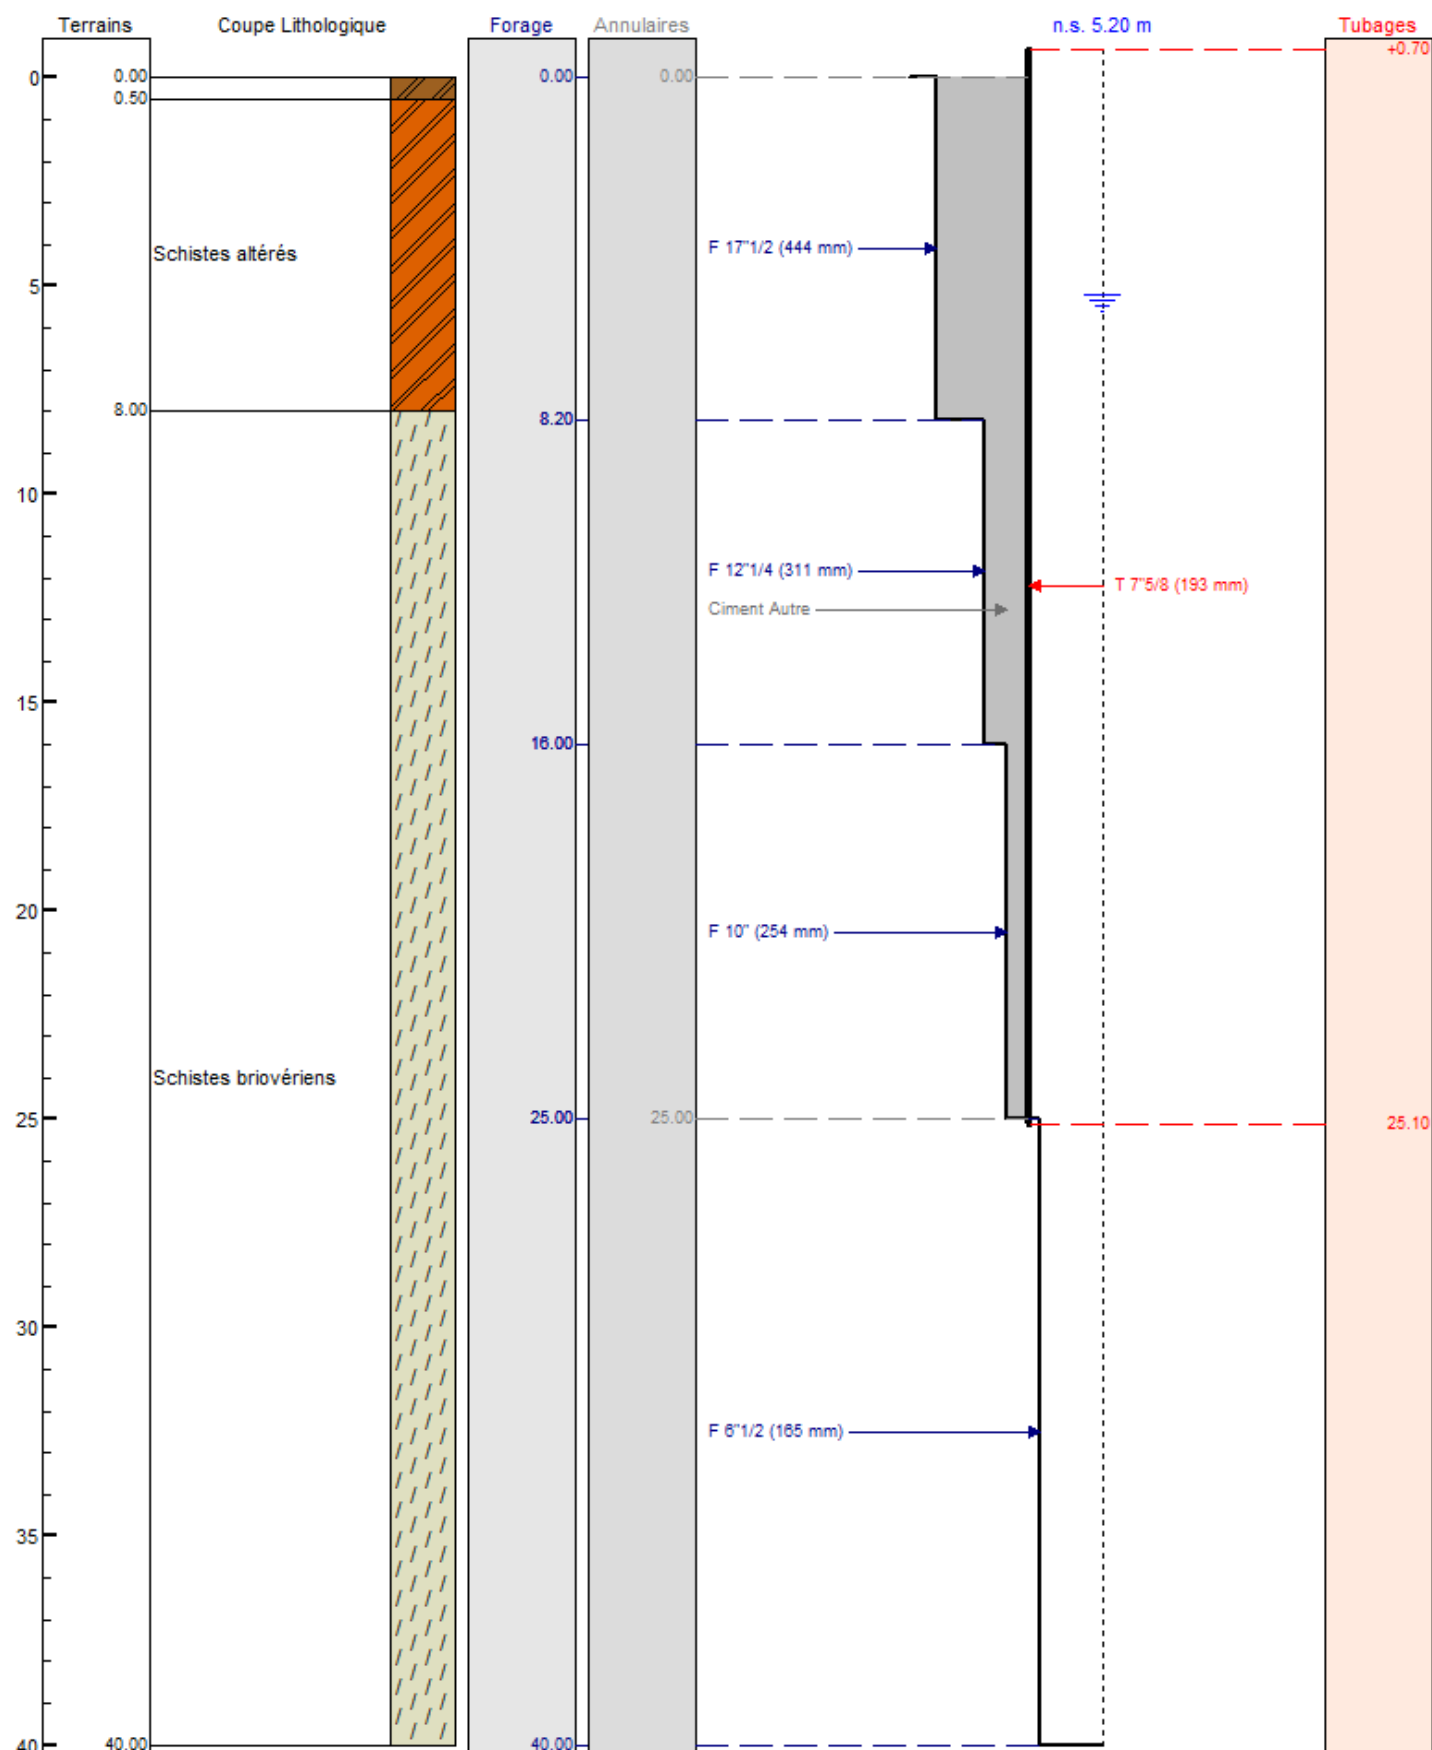 Terrains Coupe Lithologique Forage Annulaires n.s. 5.20 m Tubages
+0.70
0 0.00 0.00 0.00
0.50
F 17"1/2 (444 mm)
Schistes altérés
5
8.00
8.20
10
F 12"1/4 (311 mm)
T 7"5/8 (193 mm)
Ciment Autre
15
16.00
20
F 10" (254 mm)
Schistes briovériens
25 25.00 25.00
25.10
30
F 6"1/2 (165 mm)
35
40 40.00 40.00